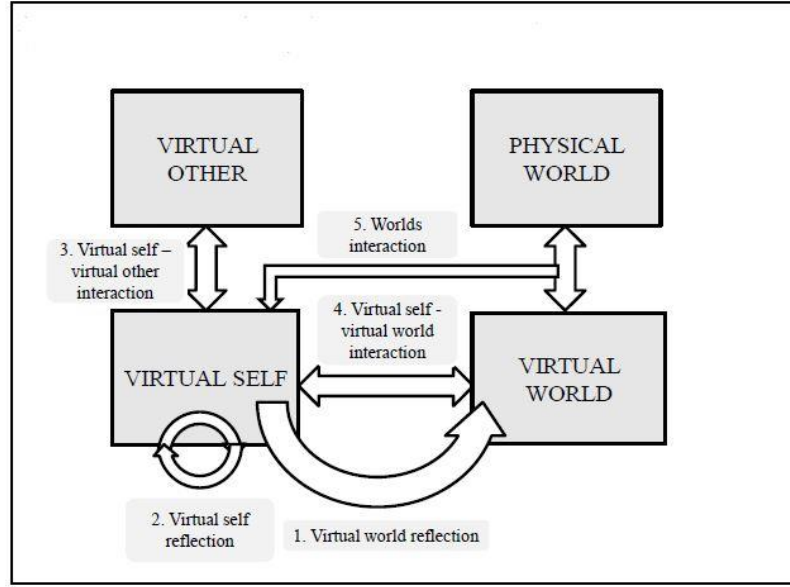 VIRTUAL
OTHER
PHYSICAL
WORLD
5. Worlds
interaction
3. Virtual self –
virtual other
interaction
4. Virtual self -
virtual world
interaction
VIRTUAL SELF
VIRTUAL
WORLD
2. Virtual self
reflection
1. Virtual world reflection